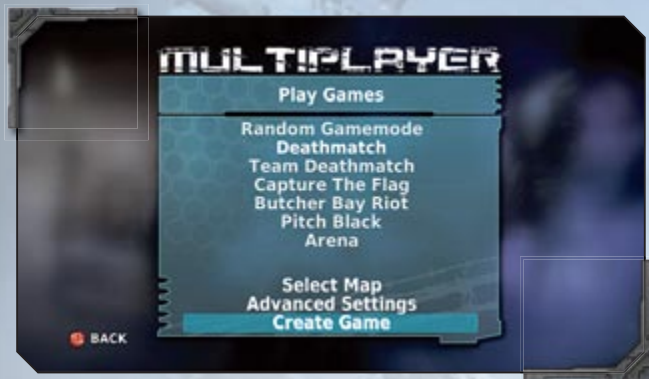 MULTIPLAYER
Play Games
Random Gamemode
Deathmatch
Team Deathmatch
Capture The Flag
Butcher Bay Riot
Pitch Black
Arena
Select Map
Advanced Settings
Create Game
BACK